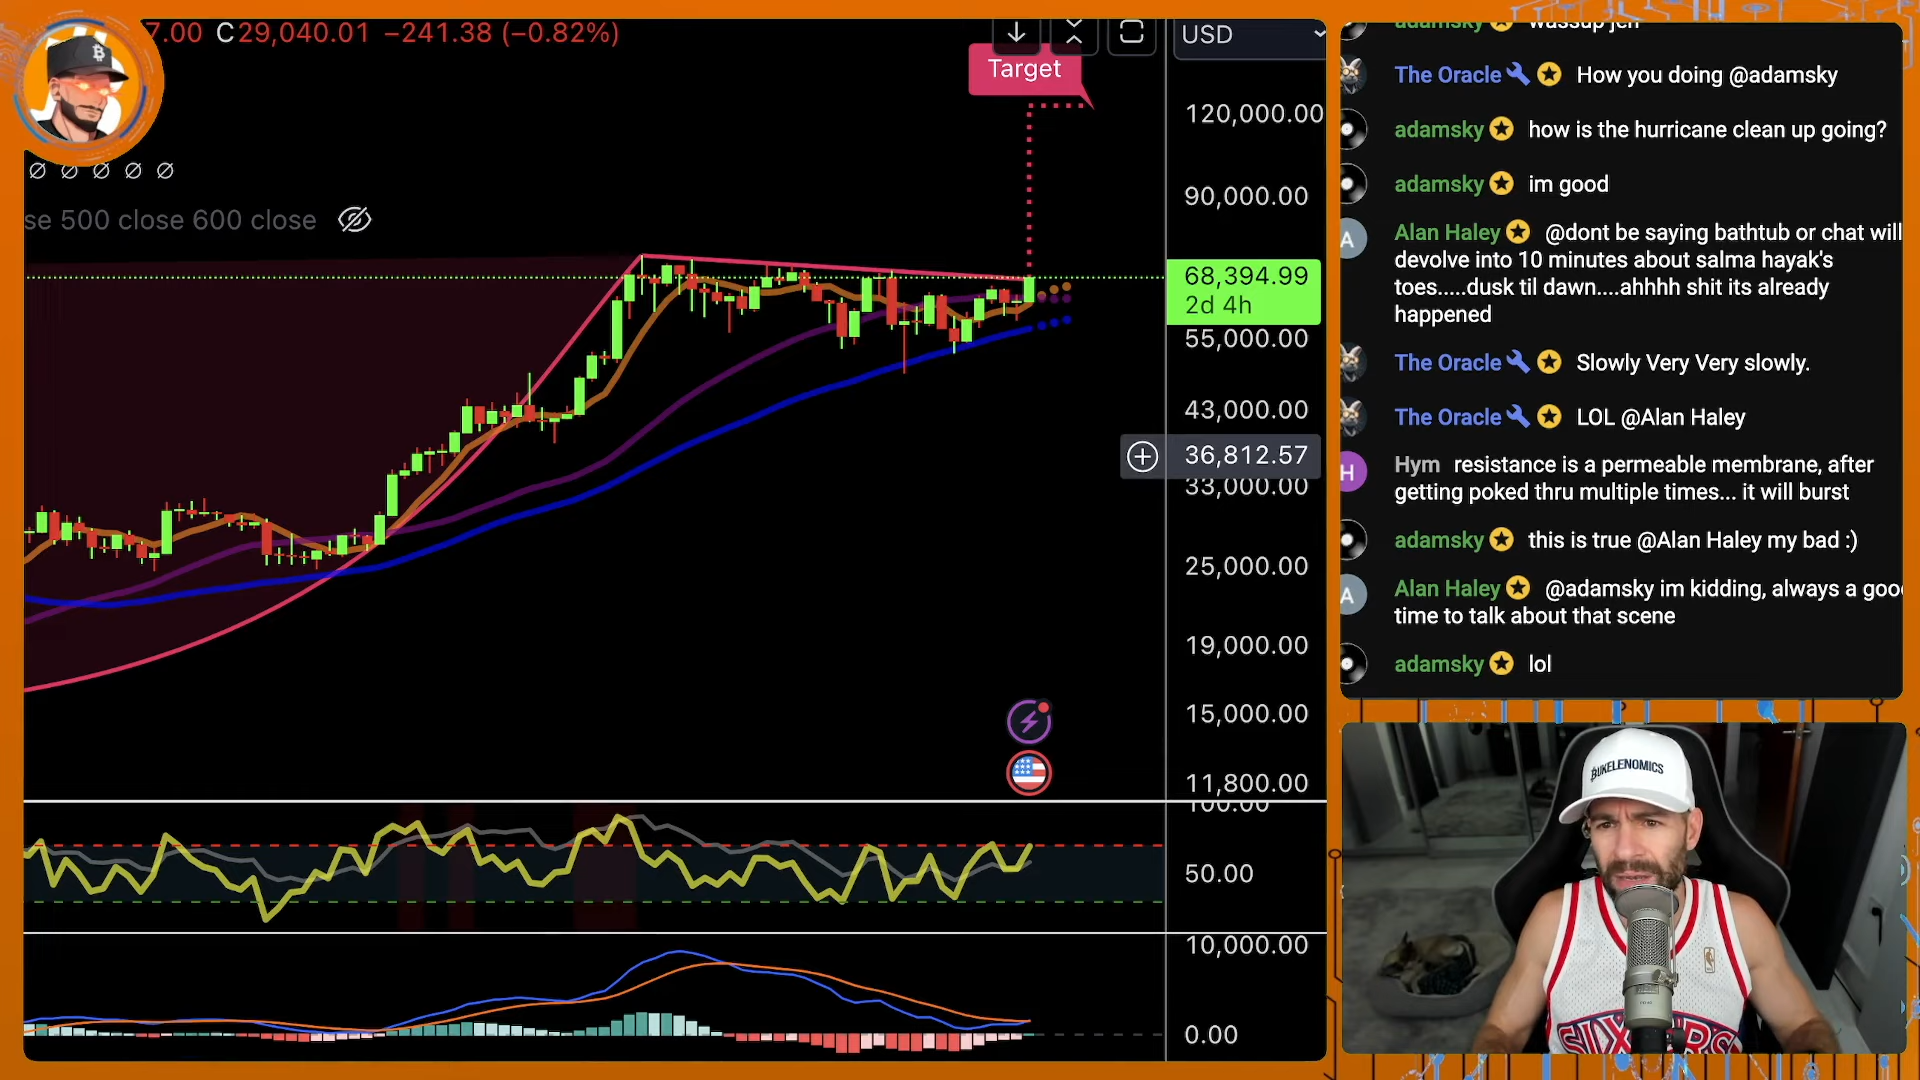 7.00 C29,040.01 −241.38 (−0.82%)
USD
Target
120,000.00
90,000.00
se 500 close 600 close
68,394.99
2d 4h
55,000.00
43,000.00
36,812.57
33,000.00
25,000.00
19,000.00
15,000.00
11,800.00
100.00
50.00
10,000.00
0.00
adamsky wassup jeff
The Oracle How you doing @adamsky
adamsky how is the hurricane clean up going?
adamsky im good
A
Alan Haley @dont be saying bathtub or chat will
devolve into 10 minutes about salma hayak's
toes.....dusk til dawn....ahhhh shit its already
happened
The Oracle Slowly Very Very slowly.
The Oracle LOL @Alan Haley
H
Hym resistance is a permeable membrane, after
getting poked thru multiple times... it will burst
adamsky this is true @Alan Haley my bad :)
A
Alan Haley @adamsky im kidding, always a goo
time to talk about that scene
adamsky lol
BUKELENOMICS
SIXERS